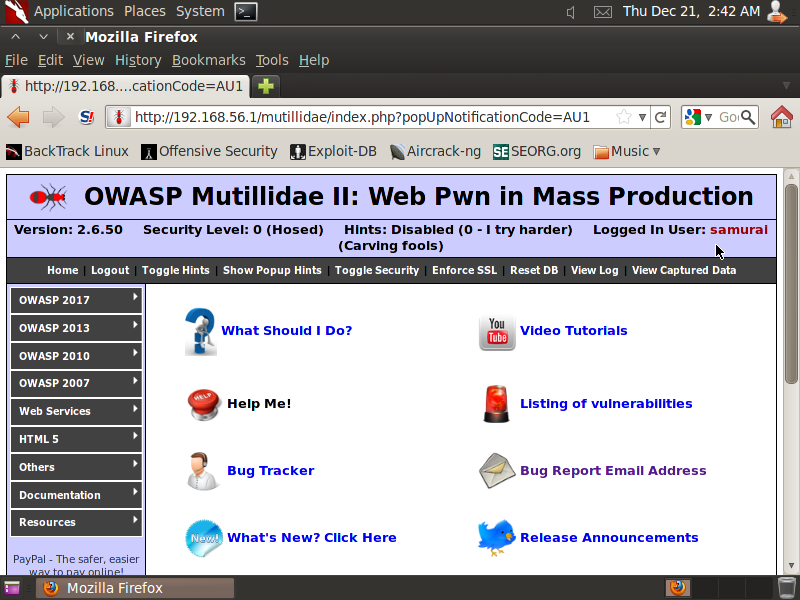 Applications Places System Thu Dec 21, 2:42 AM
Mozilla Firefox
File Edit View History Bookmarks Tools Help
http://192.168....cationCode=AU1
http://192.168.56.1/mutillidae/index.php?popUpNotificationCode=AU1 Goo
BackTrack Linux Offensive Security Exploit-DB Aircrack-ng SE SEORG.org Music
OWASP Mutillidae II: Web Pwn in Mass Production
Version: 2.6.50 Security Level: 0 (Hosed) Hints: Disabled (0 - I try harder) Logged In User: samurai
(Carving fools)
Home | Logout | Toggle Hints | Show Popup Hints | Toggle Security | Enforce SSL | Reset DB | View Log | View Captured Data
OWASP 2017
OWASP 2013
OWASP 2010
OWASP 2007
Web Services
HTML 5
Others
Documentation
Resources
PayPal - The safer, easier
way to pay online!
What Should I Do? You Tube Video Tutorials
HELP Help Me! Listing of vulnerabilities
Bug Tracker Bug Report Email Address
New! What's New? Click Here Release Announcements
Mozilla Firefox